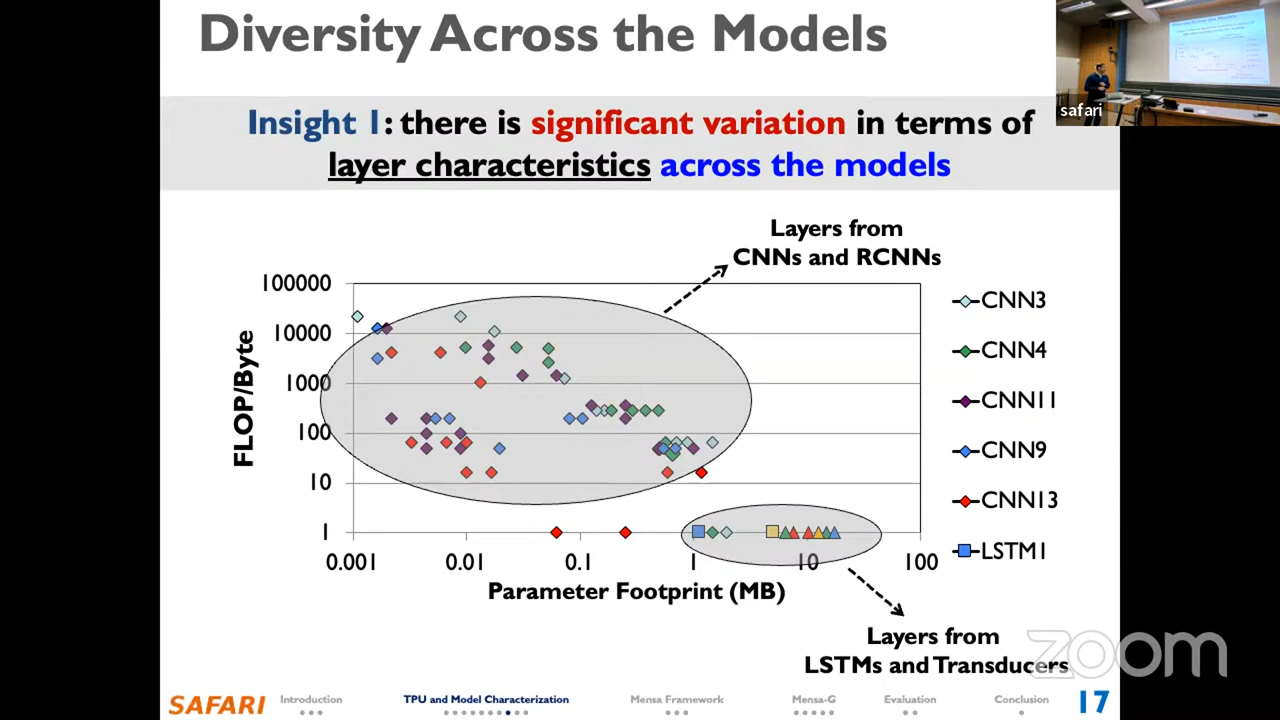 Diversity Across the Models
safari
Insight 1: there is significant variation in terms of
layer characteristics across the models
Layers from
CNNs and RCNNs
FLOP/Byte
100000
10000
1000
100
10
1
0.001
0.01
0.1
1
10
100
Parameter Footprint (MB)
CNN3
CNN4
CNN11
CNN9
CNN13
LSTM1
Layers from
LSTMs and Transducers
zoom
SAFARI
Introduction
TPU and Model Characterization
Mensa Framework
Mensa-G
Evaluation
Conclusion
17